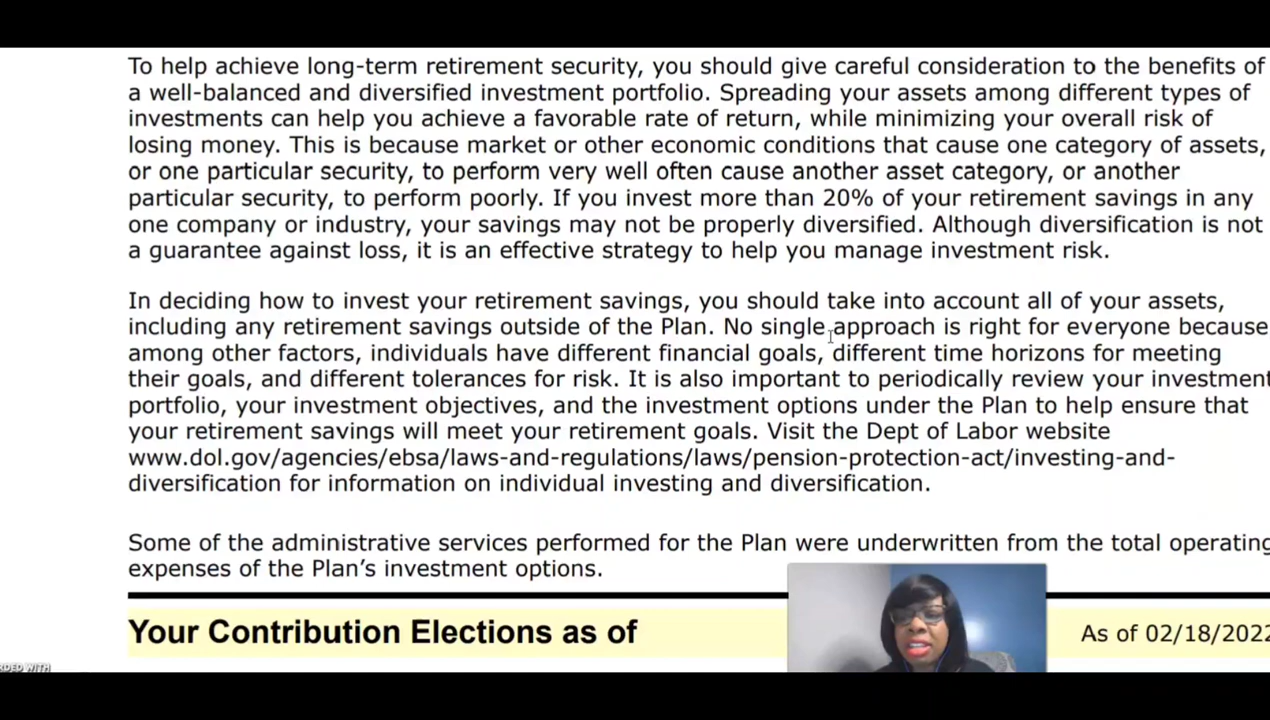 To help achieve long-term retirement security, you should give careful consideration to the benefits of
a well-balanced and diversified investment portfolio. Spreading your assets among different types of
investments can help you achieve a favorable rate of return, while minimizing your overall risk of
losing money. This is because market or other economic conditions that cause one category of assets,
or one particular security, to perform very well often cause another asset category, or another
particular security, to perform poorly. If you invest more than 20% of your retirement savings in any
one company or industry, your savings may not be properly diversified. Although diversification is not
a guarantee against loss, it is an effective strategy to help you manage investment risk.
In deciding how to invest your retirement savings, you should take into account all of your assets,
including any retirement savings outside of the Plan. No single approach is right for everyone because
among other factors, individuals have different financial goals, different time horizons for meeting
their goals, and different tolerances for risk. It is also important to periodically review your investment
portfolio, your investment objectives, and the investment options under the Plan to help ensure that
your retirement savings will meet your retirement goals. Visit the Dept of Labor website
www.dol.gov/agencies/ebsa/laws-and-regulations/laws/pension-protection-act/investing-and-
diversification for information on individual investing and diversification.
Some of the administrative services performed for the Plan were underwritten from the total operating
expenses of the Plan's investment options.
Your Contribution Elections as of As of 02/18/2022
RDED WITH